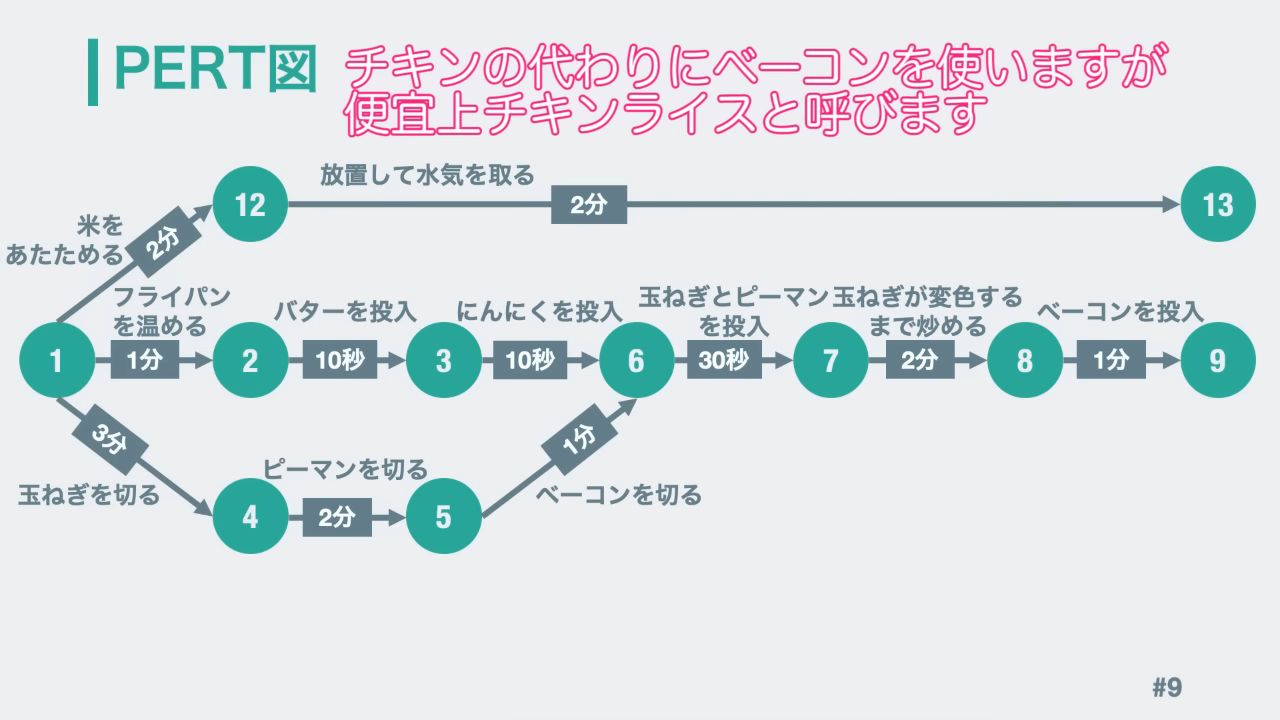 PERT図
チキンの代わりにベーコンを使いますが
便宜上チキンライスと呼びます
米を
あたためる
2分
12
放置して水気を取る
2分
13
フライパン
を温める
バターを投入
にんにくを投入
玉ねぎとピーマン
を投入
玉ねぎが変色する
まで炒める
ベーコンを投入
1
1分
2
10秒
3
10秒
6
30秒
7
2分
8
1分
9
3分
玉ねぎを切る
4
ピーマンを切る
2分
5
1分
ベーコンを切る
#9